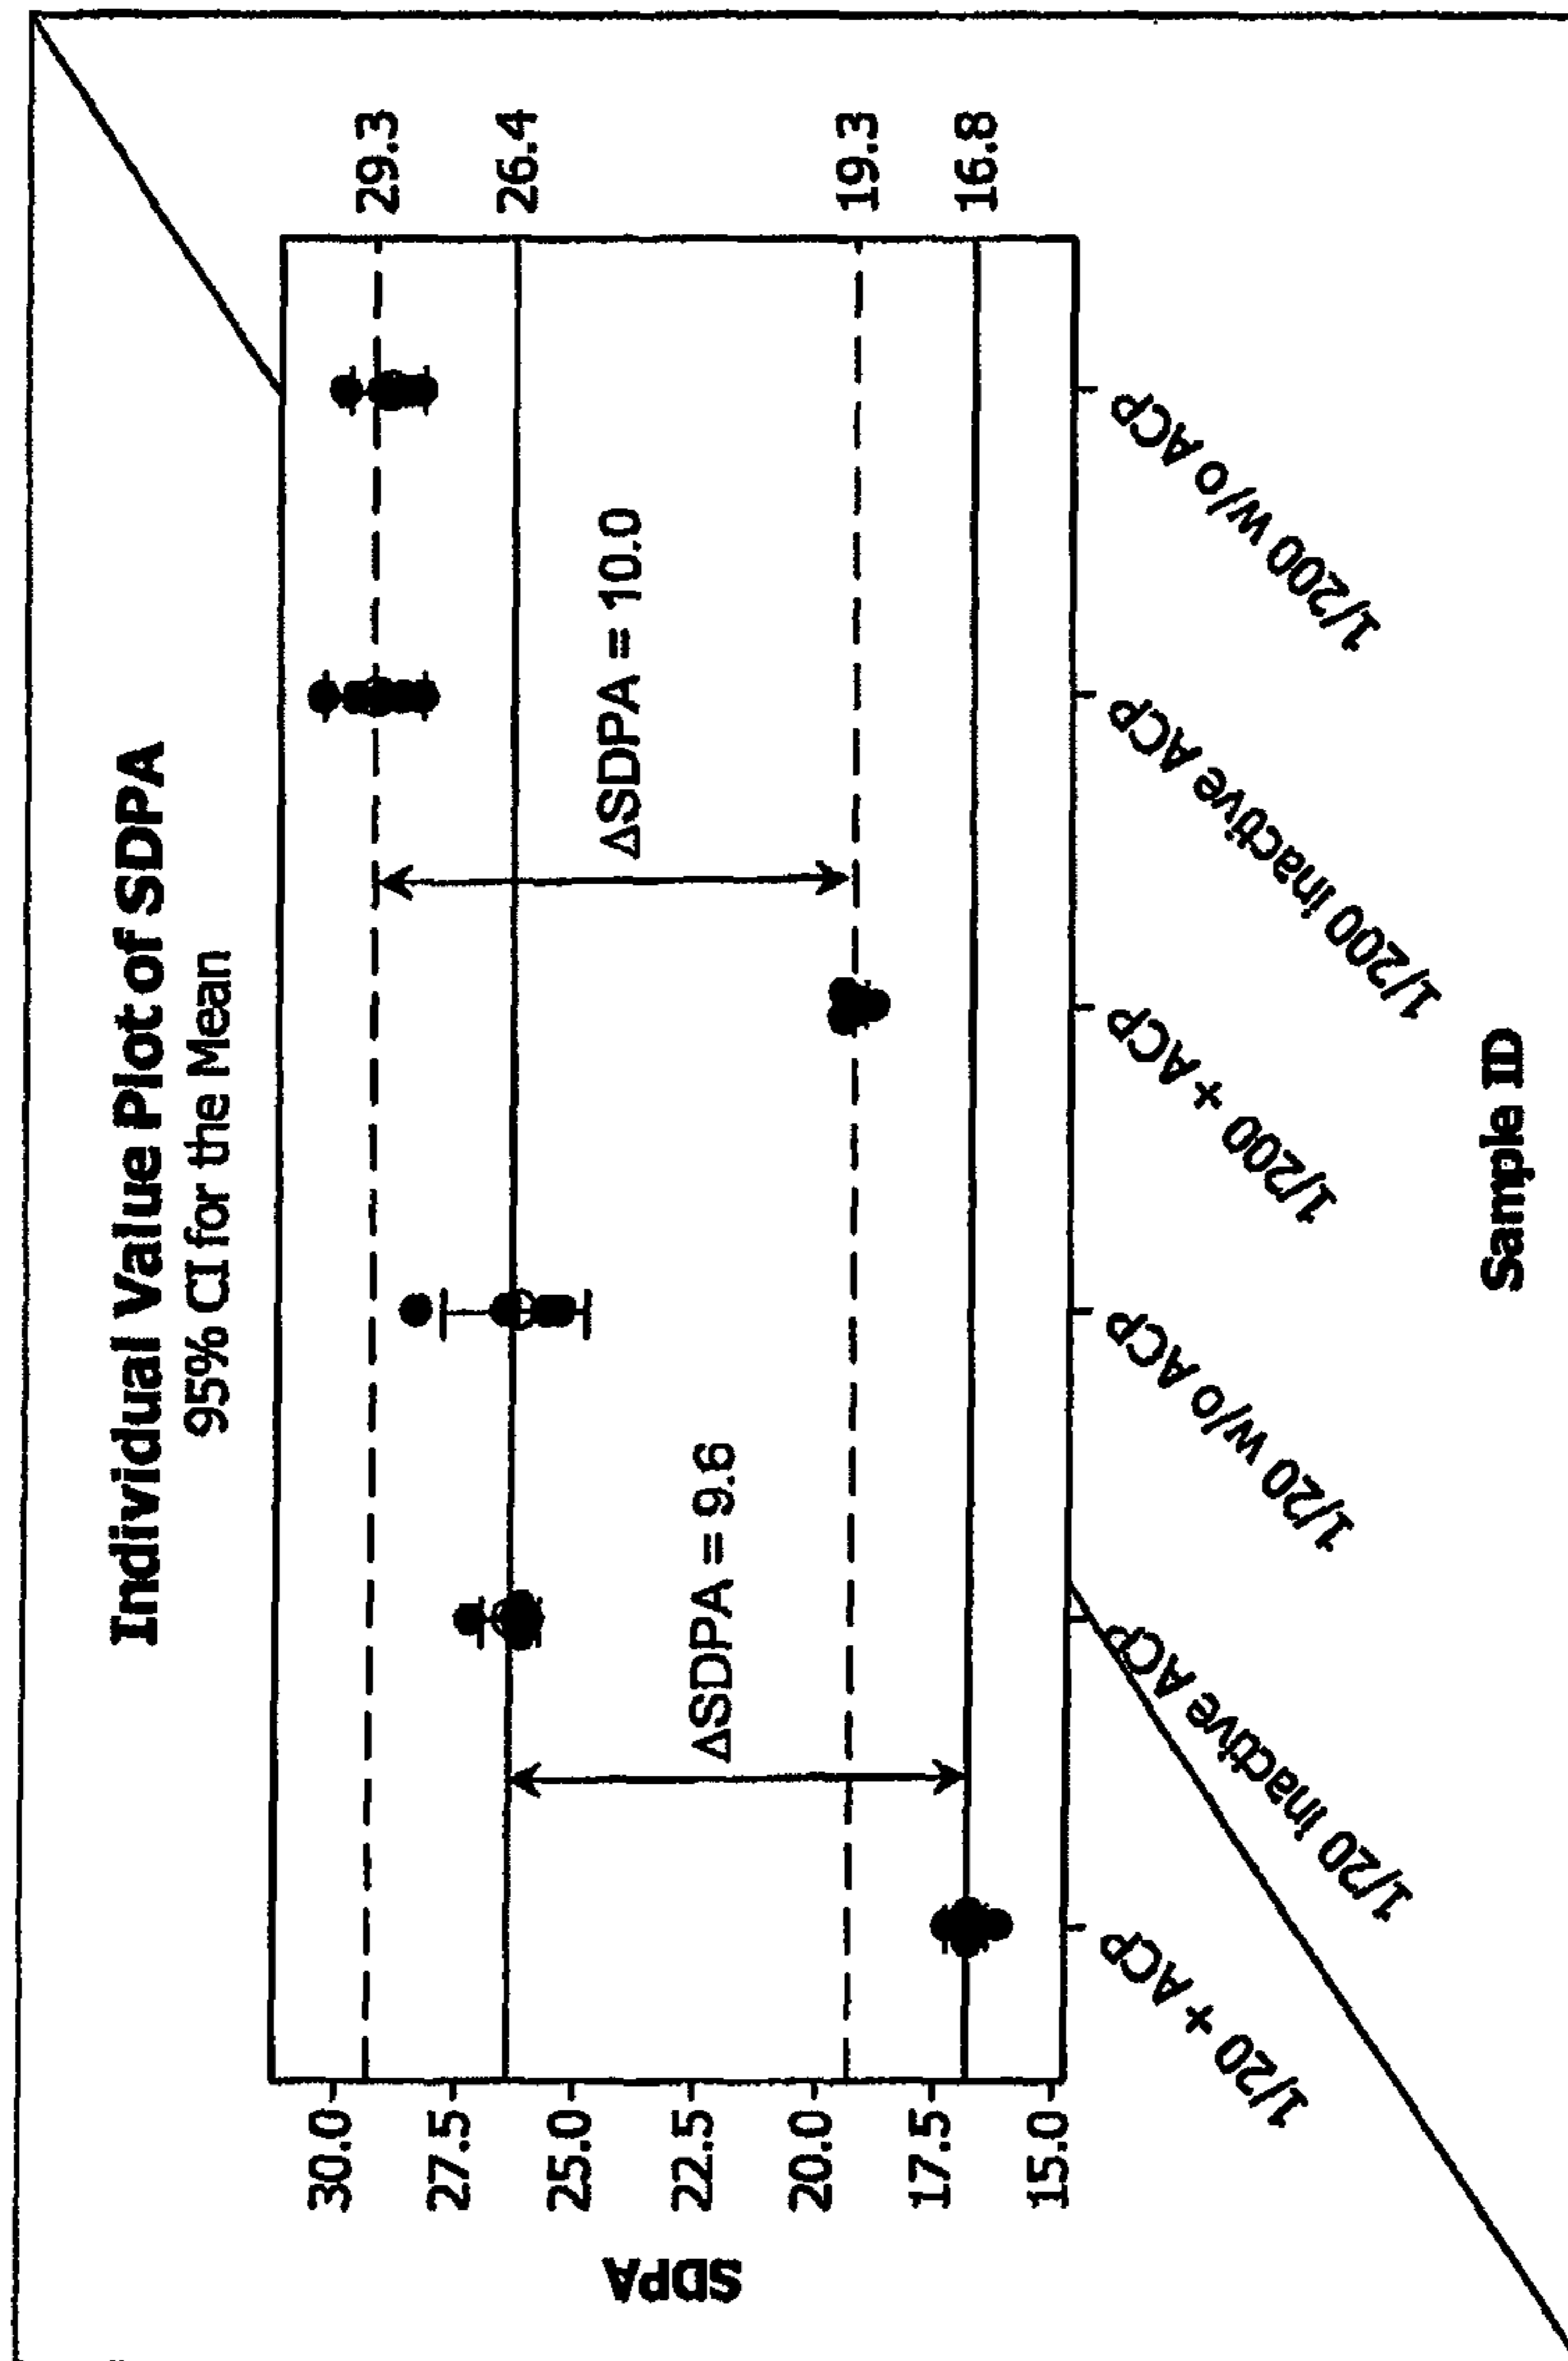 Individual Value Plot of SDPA
95% CI for the Mean
SDPA
30.0
27.5
25.0
22.5
20.0
17.5
15.0
29.3
26.4
19.3
16.8
ΔSDPA = 9.6
ΔSDPA = 10.0
1/20 + ACP
1/20 inactive ACP
1/20 w/o ACP
1/200 + ACP
1/200 inactive ACP
1/200 w/o ACP
Sample ID